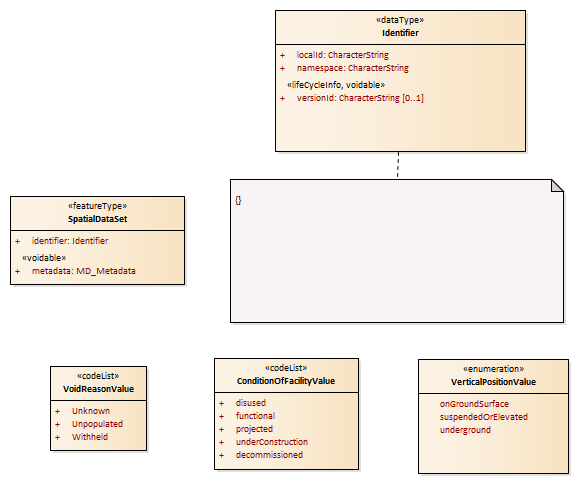 «dataType»
Identifier
+ localId: CharacterString
+ namespace: CharacterString
«lifeCycleInfo, voidable»
+ versionId: CharacterString [0..1]
{}
«featureType»
SpatialDataSet
+ identifier: Identifier
«voidable»
+ metadata: MD_Metadata
«codeList»
VoidReasonValue
+ Unknown
+ Unpopulated
+ Withheld
«codeList»
ConditionOfFacilityValue
+ disused
+ functional
+ projected
+ underConstruction
+ decommissioned
«enumeration»
VerticalPositionValue
onGroundSurface
suspendedOrElevated
underground